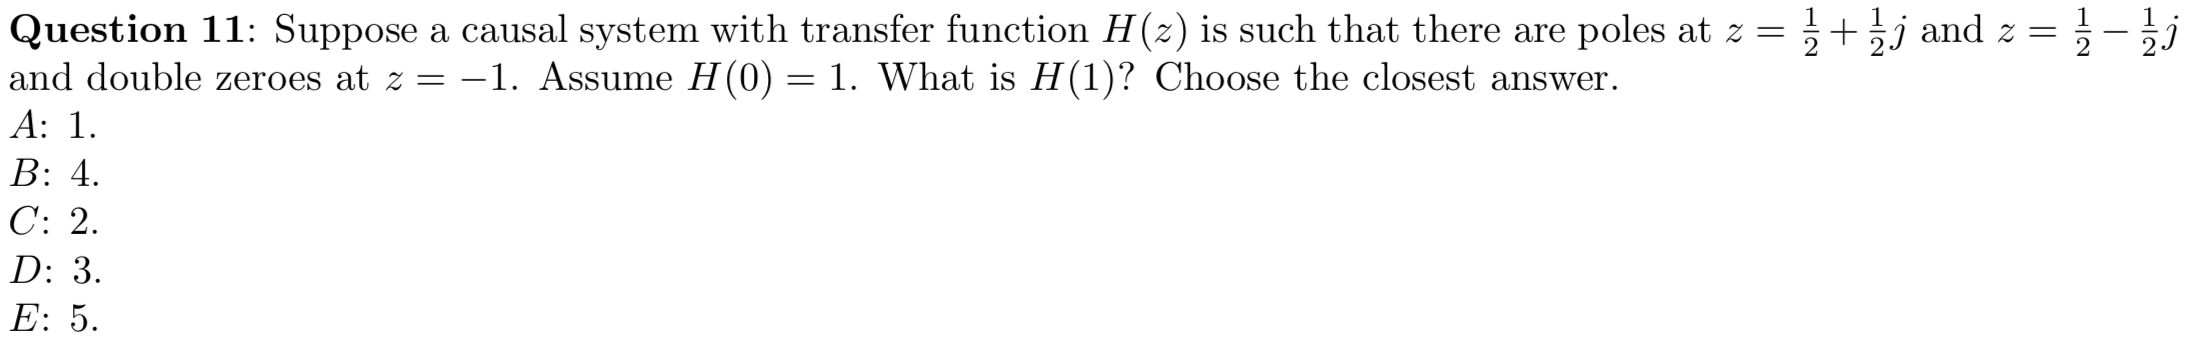 Question 11: Suppose a causal system with transfer function H(z) is such that there are poles at z = 1/2 + 1/2 j and z = 1/2 − 1/2 j
and double zeroes at z = −1. Assume H(0) = 1. What is H(1)? Choose the closest answer.
A: 1.
B: 4.
C: 2.
D: 3.
E: 5.